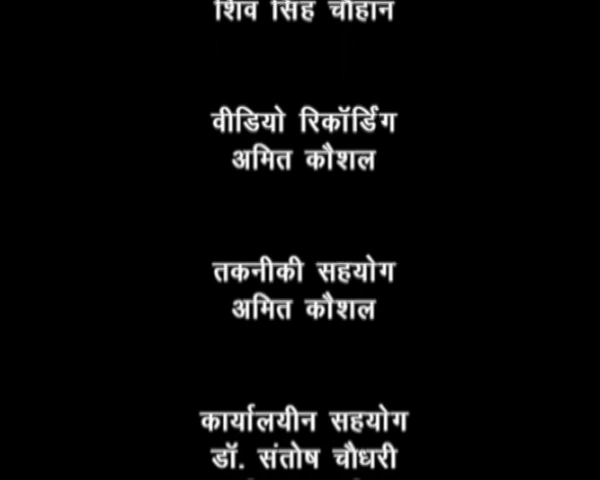 शिव सिंह चौहान
वीडियो रिकॉर्डिंग
अमित कौशल
तकनीकी सहयोग
अमित कौशल
कार्यालयीन सहयोग
डॉ. संतोष चौधरी